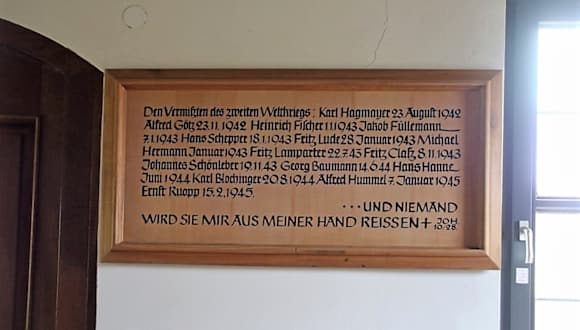 Den Vermißten des zweiten Weltkriegs: Karl Hagmayer 23. August 1942
Alfred Götz 23.11.1942 Heinrich Fischer 1.1.1943 Jakob Füllemann
7.1.1943 Hans Schepper 18.1.1943 Fritz Lude 28. Januar 1943 Michael
Hermann Januar 1943 Fritz Lamparter 22.7.43 Fritz Claß, 8.11.1943
Johannes Schönleber 19.11.43 Georg Baumann 14.6.44 Hans Hanne
Juni 1944 Karl Blochinger 20.8.1944 Alfred Hummel 7. Januar 1945
Ernst Ruopp 15.2.1945.
...UND NIEMAND
WIRD SIE MIR AUS MEINER HAND REISSEN + JOH. 10.28.